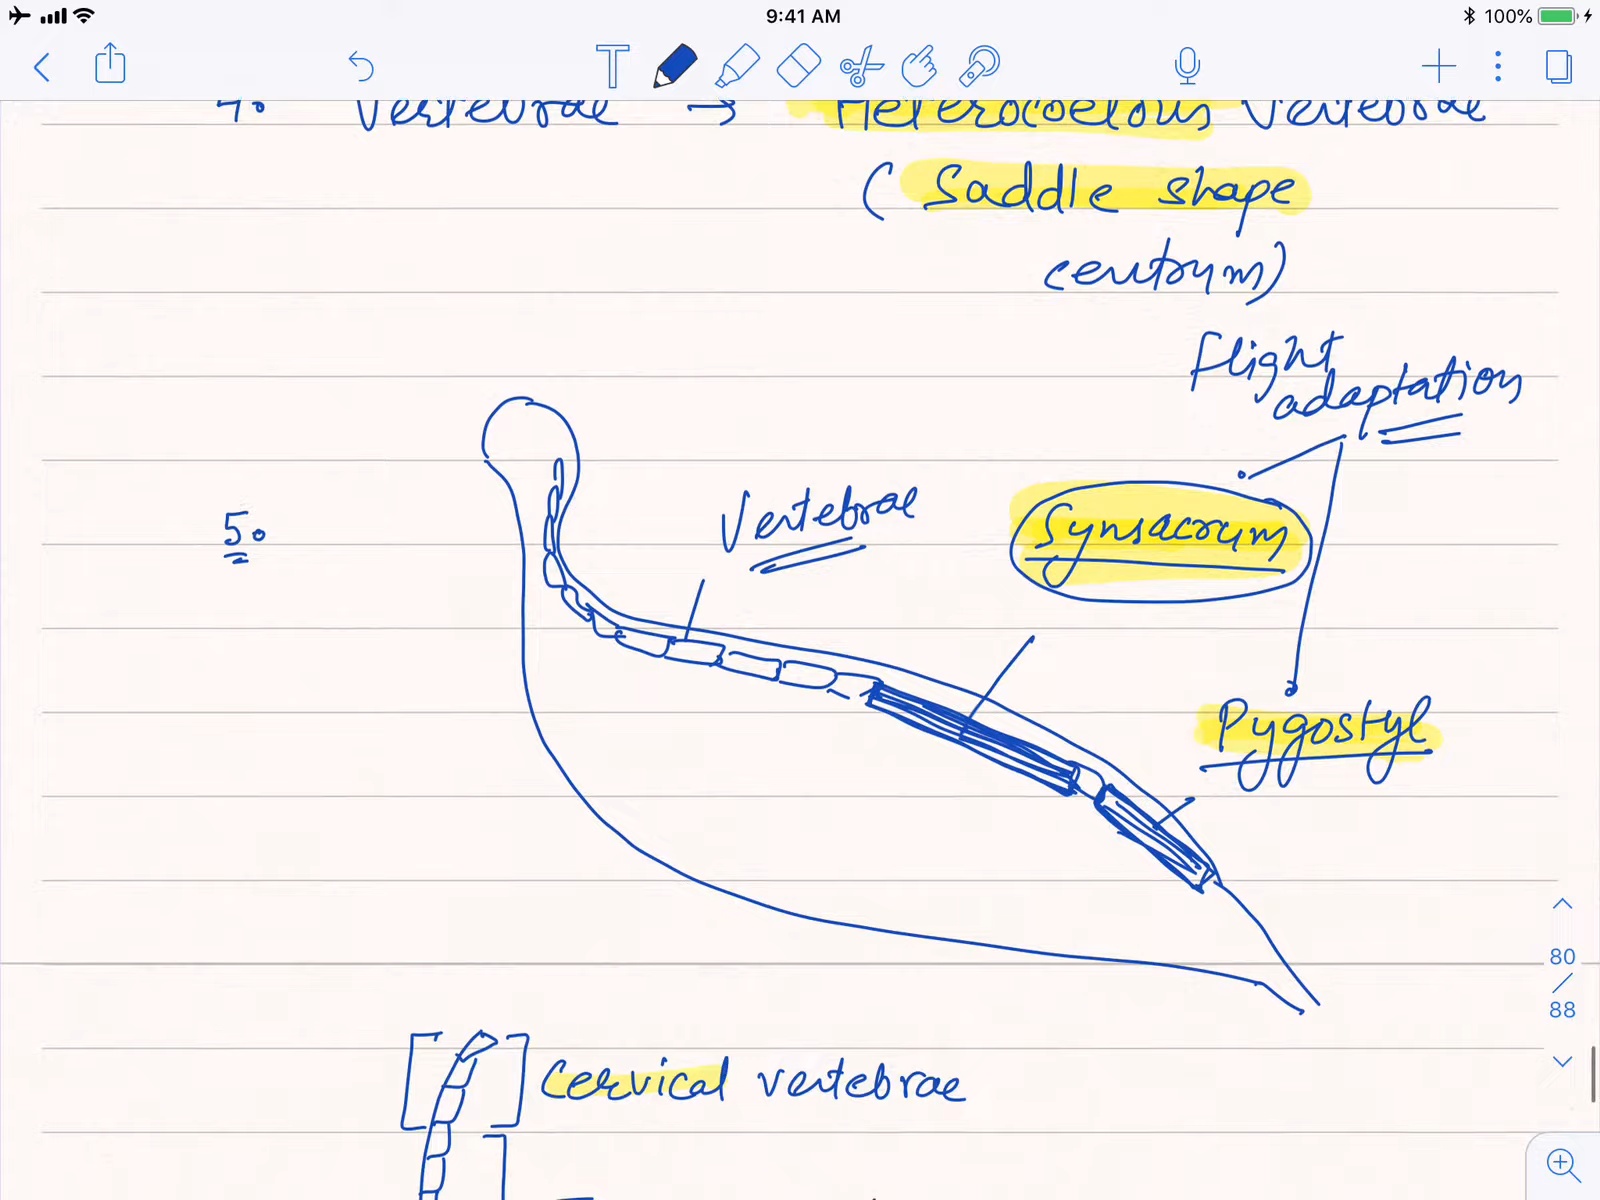 9:41 AM
100%
T
4. Vertebrae → Heterocoelous Vertebrae
( Saddle shape
centrum)
flight
adaptation
5.
Vertebrae
Synsacrum
Pygostyl
80
/
88
Cervical vertebrae